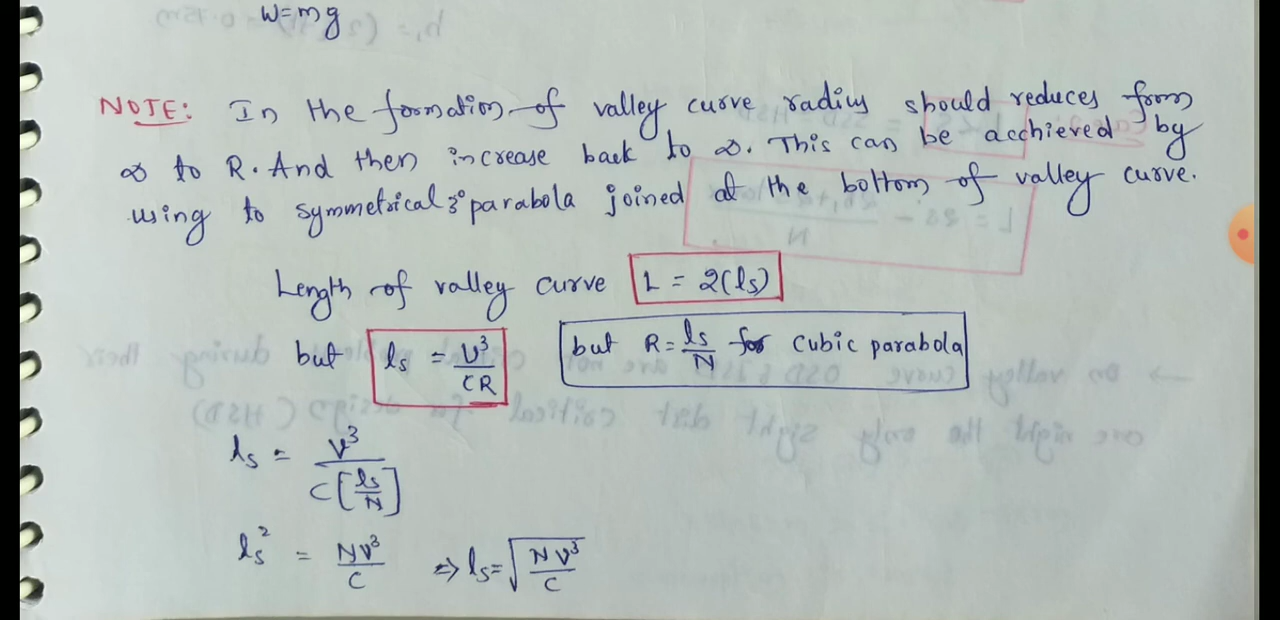 W=mg
NOTE: In the formation of valley curve radius should reduces from
∞ to R. And then increase back to ∞. This can be acchieved by
using to symmetrical 3° parabola joined at the bottom of valley curve.
Length of valley curve L = 2(ls)
but ls = V³/CR but R = ls/N for cubic parabola
ls = V³/C[ls/N]
ls² = NV³/C ⇒ ls = √(NV³/C)